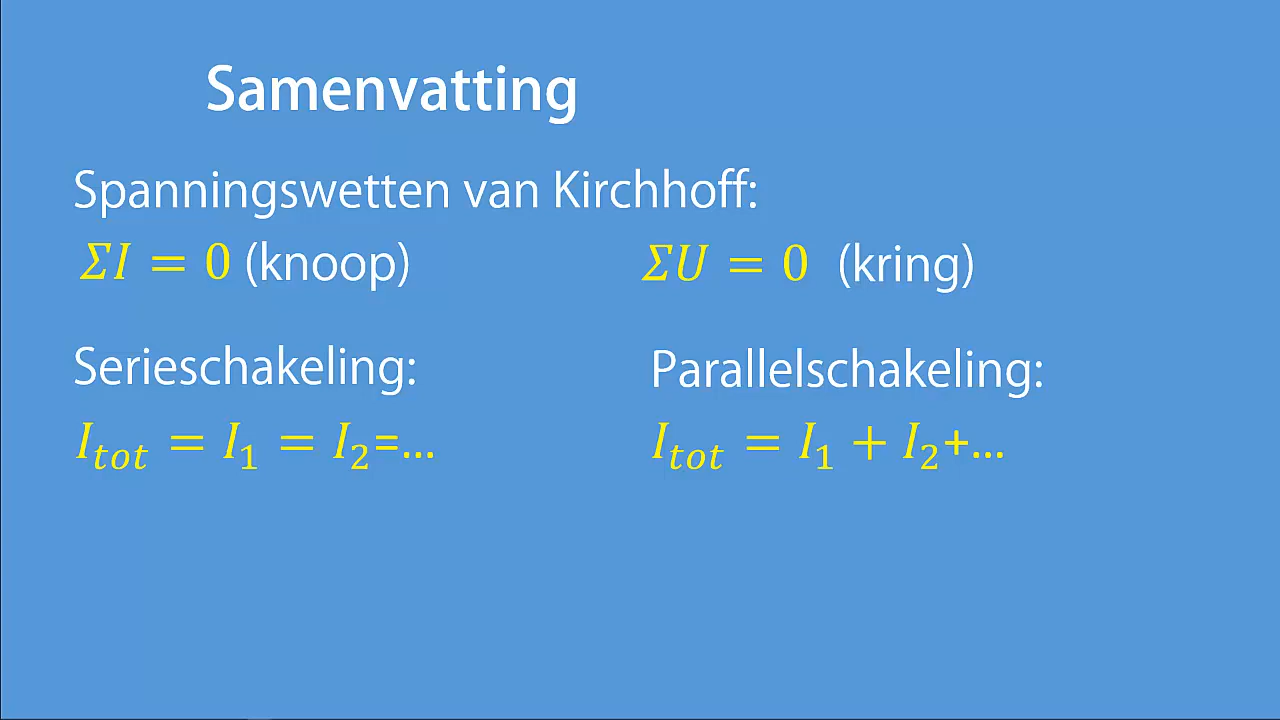 Samenvatting
Spanningswetten van Kirchhoff:
ΣI = 0 (knoop) ΣU = 0 (kring)
Serieschakeling: Parallelschakeling:
I_tot = I_1 = I_2=... I_tot = I_1 + I_2+...